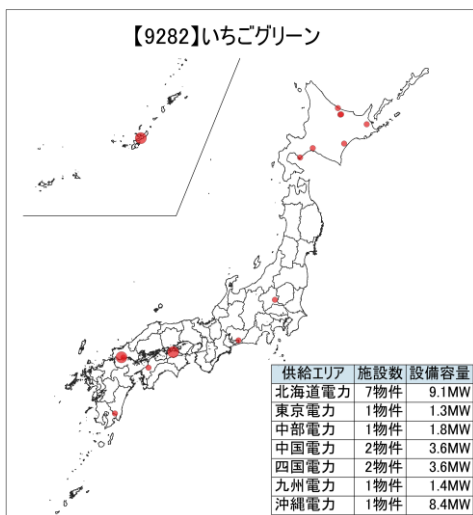 【9282】いちごグリーン
供給エリア 施設数 設備容量
北海道電力 7物件 9.1MW
東京電力 1物件 1.3MW
中部電力 1物件 1.8MW
中国電力 2物件 3.6MW
四国電力 2物件 3.6MW
九州電力 1物件 1.4MW
沖縄電力 1物件 8.4MW